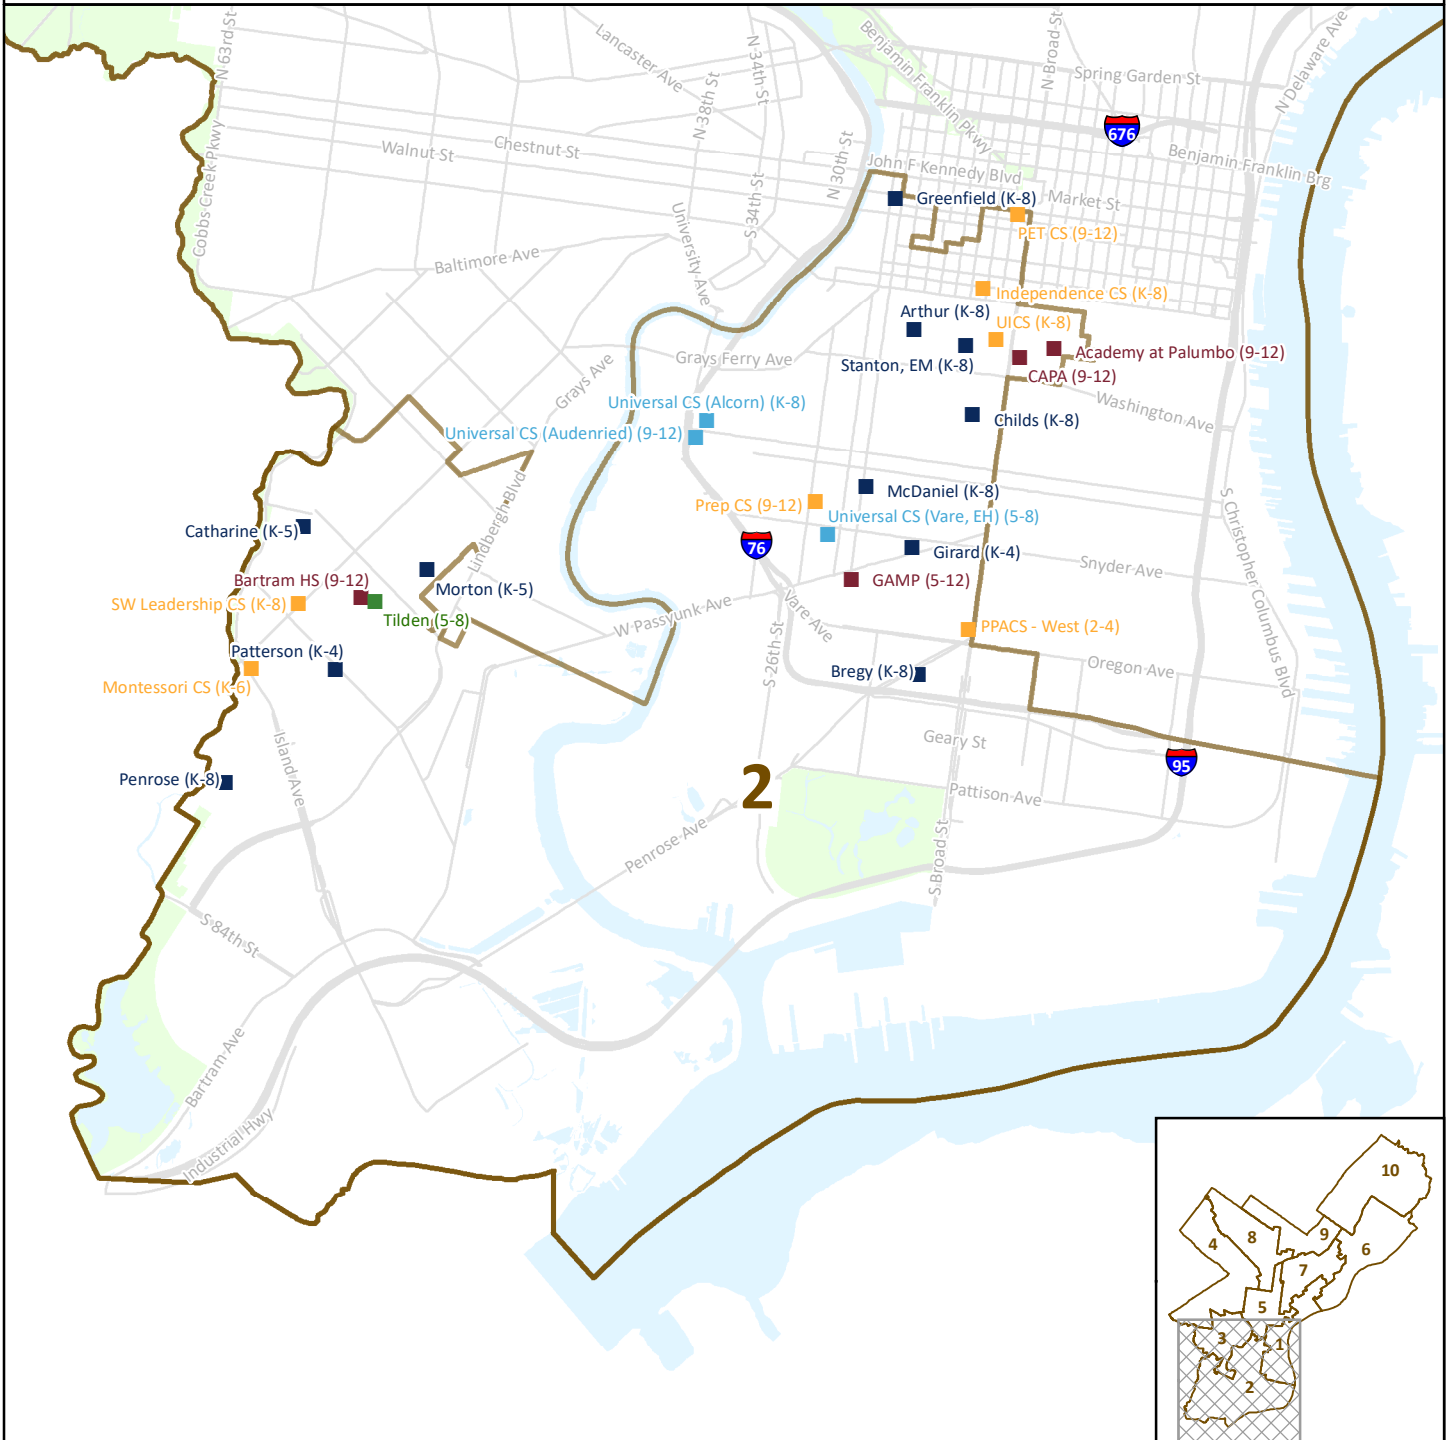 N 63rd St
Lancaster Ave
N 34th St
Benjamin Franklin Pkwy
N Broad St
N Delaware Ave
Spring Garden St
N 38th St
676
Walnut St
Chestnut St
Benjamin Franklin Brg
Cobbs Creek Pkwy
N 30th St
John F Kennedy Blvd
Market St
Greenfield (K-8)
PET CS (9-12)
University Ave
S 34th St
Baltimore Ave
Independence CS (K-8)
Arthur (K-8)
UICS (K-8)
Grays Ferry Ave
Stanton, EM (K-8)
Academy at Palumbo (9-12)
CAPA (9-12)
Grays Ave
Universal CS (Alcorn) (K-8)
Universal CS (Audenried) (9-12)
Washington Ave
Childs (K-8)
Lindbergh Blvd
McDaniel (K-8)
Prep CS (9-12)
Universal CS (Vare, EH) (5-8)
S Christopher Columbus Blvd
Catharine (K-5)
76
Girard (K-4)
Snyder Ave
Bartram HS (9-12)
GAMP (5-12)
Morton (K-5)
SW Leadership CS (K-8)
Tilden (5-8)
W Passyunk Ave
Vare Ave
PPACS - West (2-4)
Patterson (K-4)
S 26th St
Bregy (K-8)
Oregon Ave
Montessori CS (K-6)
Island Ave
Geary St
95
Penrose (K-8)
2
Pattison Ave
Penrose Ave
S Broad St
S 84th St
Bartram Ave
Industrial Hwy
10
4
8
9
6
7
5
3
1
2